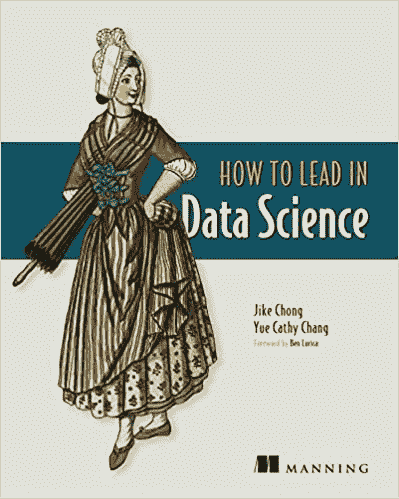 HOW TO LEAD IN
Data Science
Jike Chong
Yue Cathy Chang
Foreword by Ben Lorica
MANNING